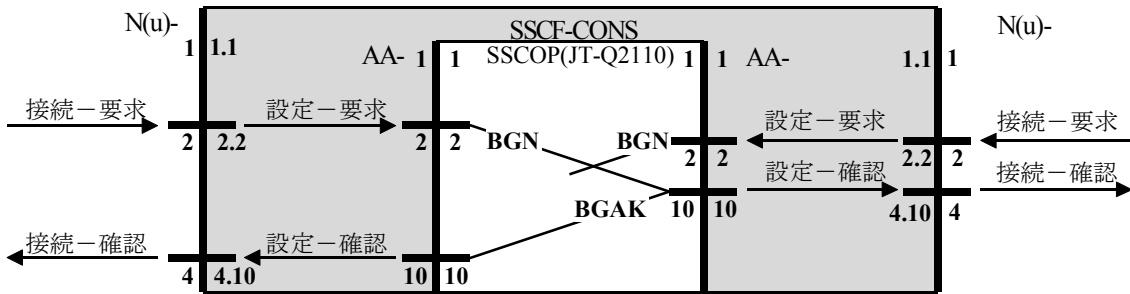 N(u)- SSCF-CONS N(u)-
1 1.1 AA- 1 1 SSCOP(JT-Q2110) 1 1 AA- 1.1 1
接続－要求 設定－要求 設定－要求 接続－要求
2 2.2 2 2 BGN BGN 2 2 2.2 2
設定－確認 接続－確認
BGAK 10 10 4.10 4
接続－確認 設定－確認
4 4.10 10 10